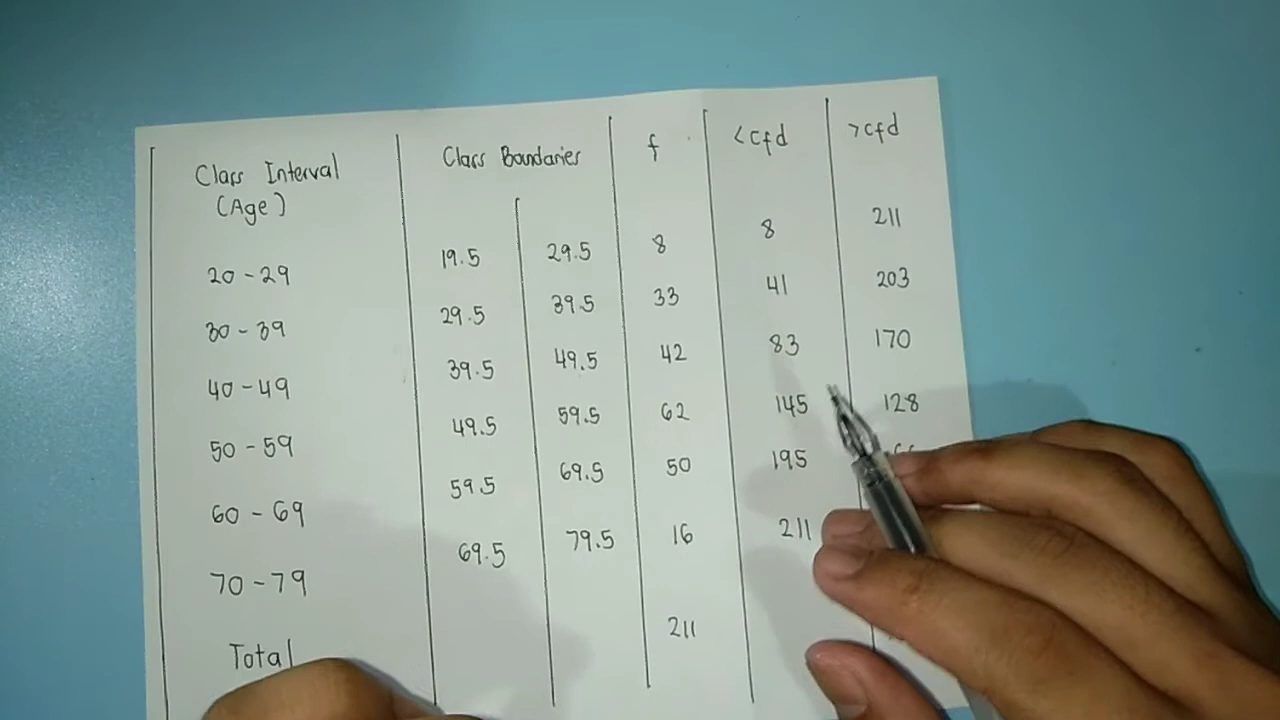 Class Interval (Age) Class Boundaries f <cfd >cfd
20-29 19.5 29.5 8 8 211
30-39 29.5 39.5 33 41 203
40-49 39.5 49.5 42 83 170
50-59 49.5 59.5 62 145 128
60-69 59.5 69.5 50 195
70-79 69.5 79.5 16 211
Total 211